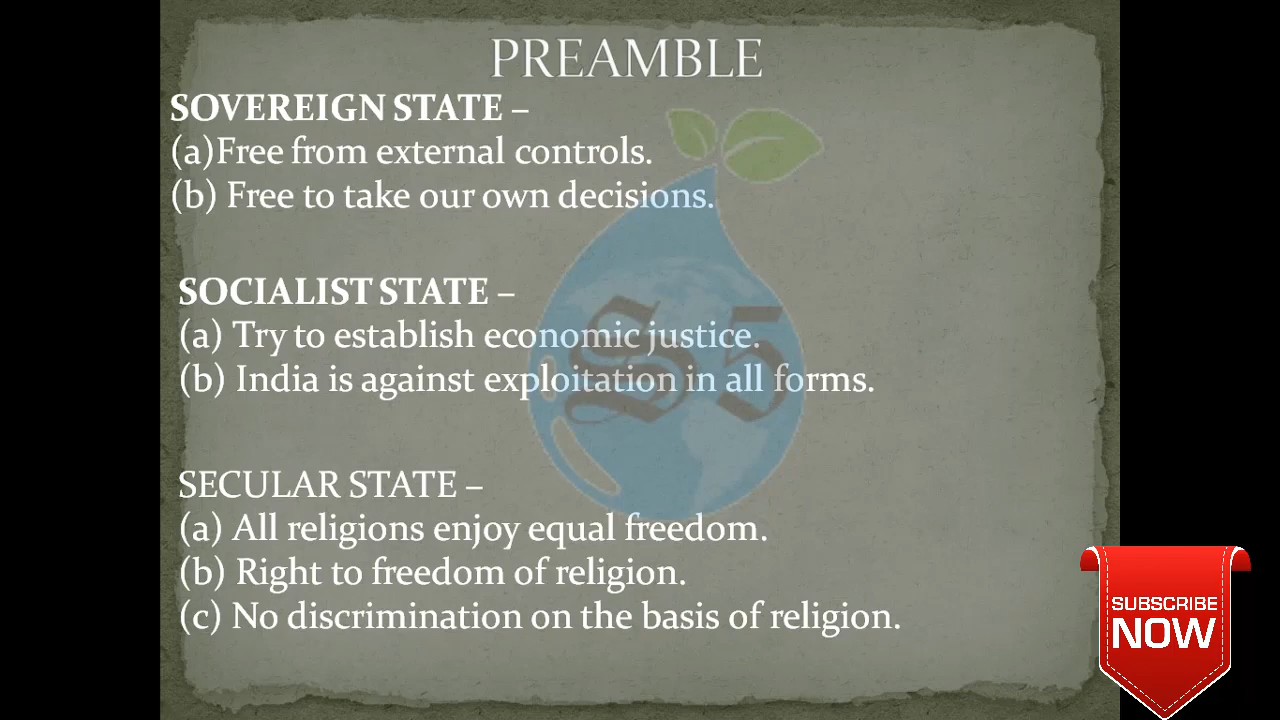 PREAMBLE
SOVEREIGN STATE –
(a)Free from external controls.
(b) Free to take our own decisions.
SOCIALIST STATE –
(a) Try to establish economic justice.
(b) India is against exploitation in all forms.
S5
SECULAR STATE –
(a) All religions enjoy equal freedom.
(b) Right to freedom of religion.
(c) No discrimination on the basis of religion.
SUBSCRIBE
NOW